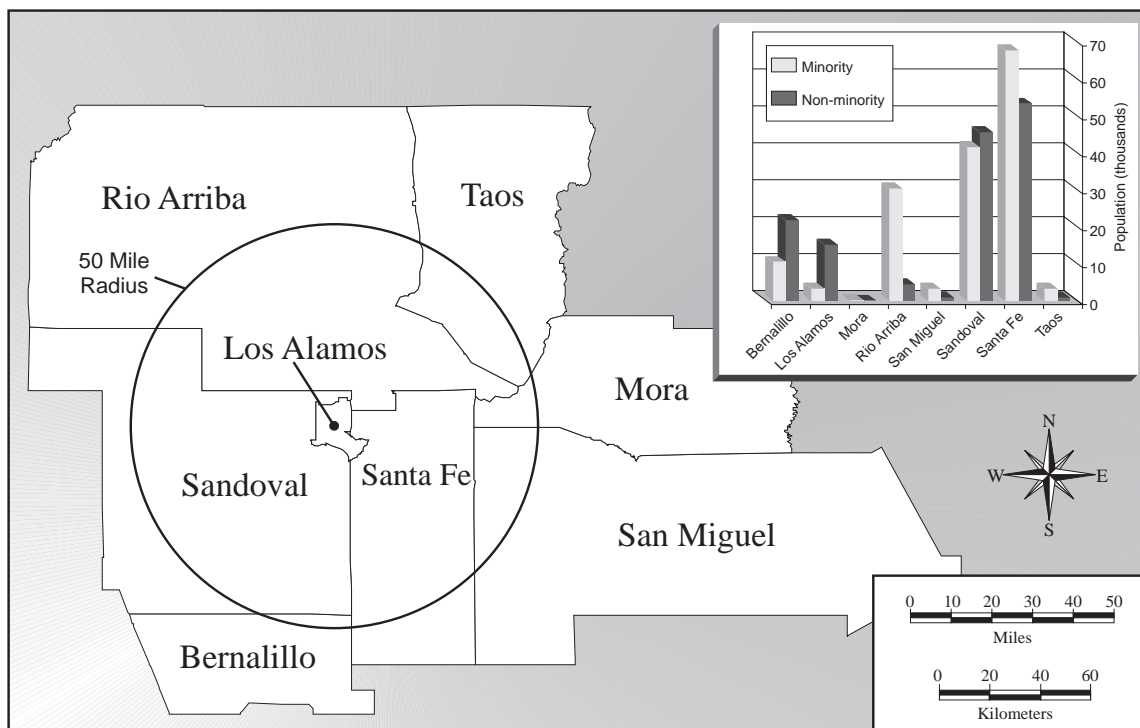 Rio Arriba
Taos
50 Mile
Radius
Los Alamos
Mora
Sandoval
Santa Fe
San Miguel
Bernalillo
Minority
Non-minority
70
60
50
40
30
20
10
0
Population (thousands)
Bernalillo
Los Alamos
Mora
Rio Arriba
San Miguel
Sandoval
Santa Fe
Taos
N
W E
S
0 10 20 30 40 50
Miles
0 20 40 60
Kilometers